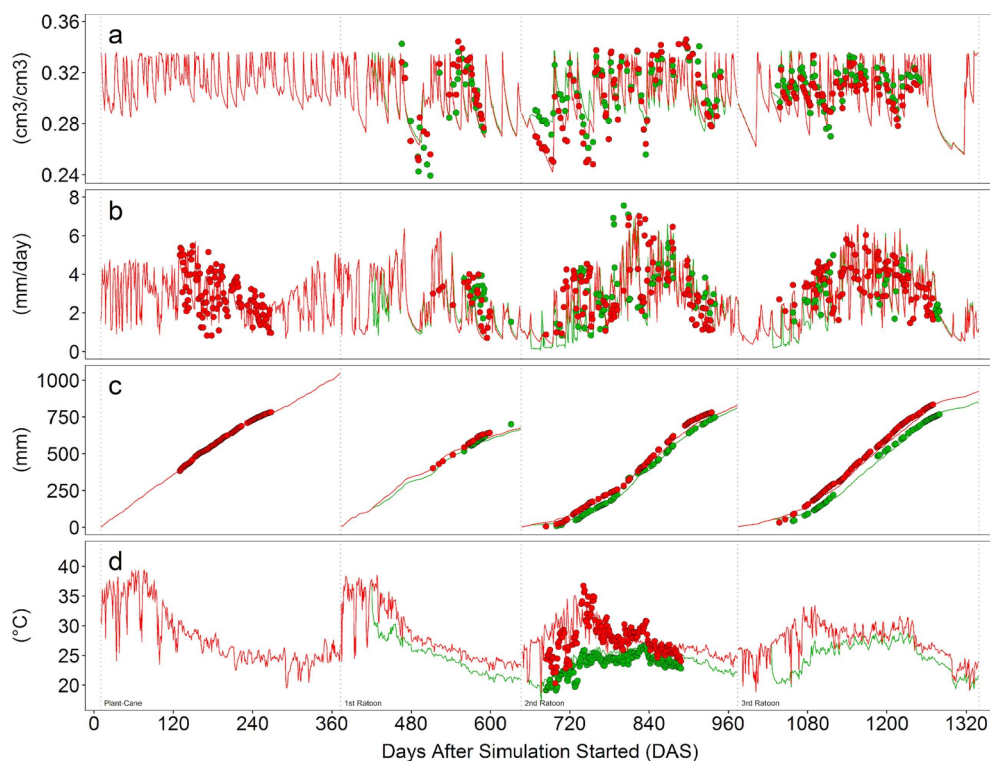 a
0.36
0.32
0.28
0.24
(cm3/cm3)
b
8
6
4
2
0
(mm/day)
c
1000
750
500
250
0
(mm)
d
40
35
30
25
20
(°C)
Plant-Cane 1st Ratoon 2nd Ratoon 3rd Ratoon
0 120 240 360 480 600 720 840 960 1080 1200 1320
Days After Simulation Started (DAS)